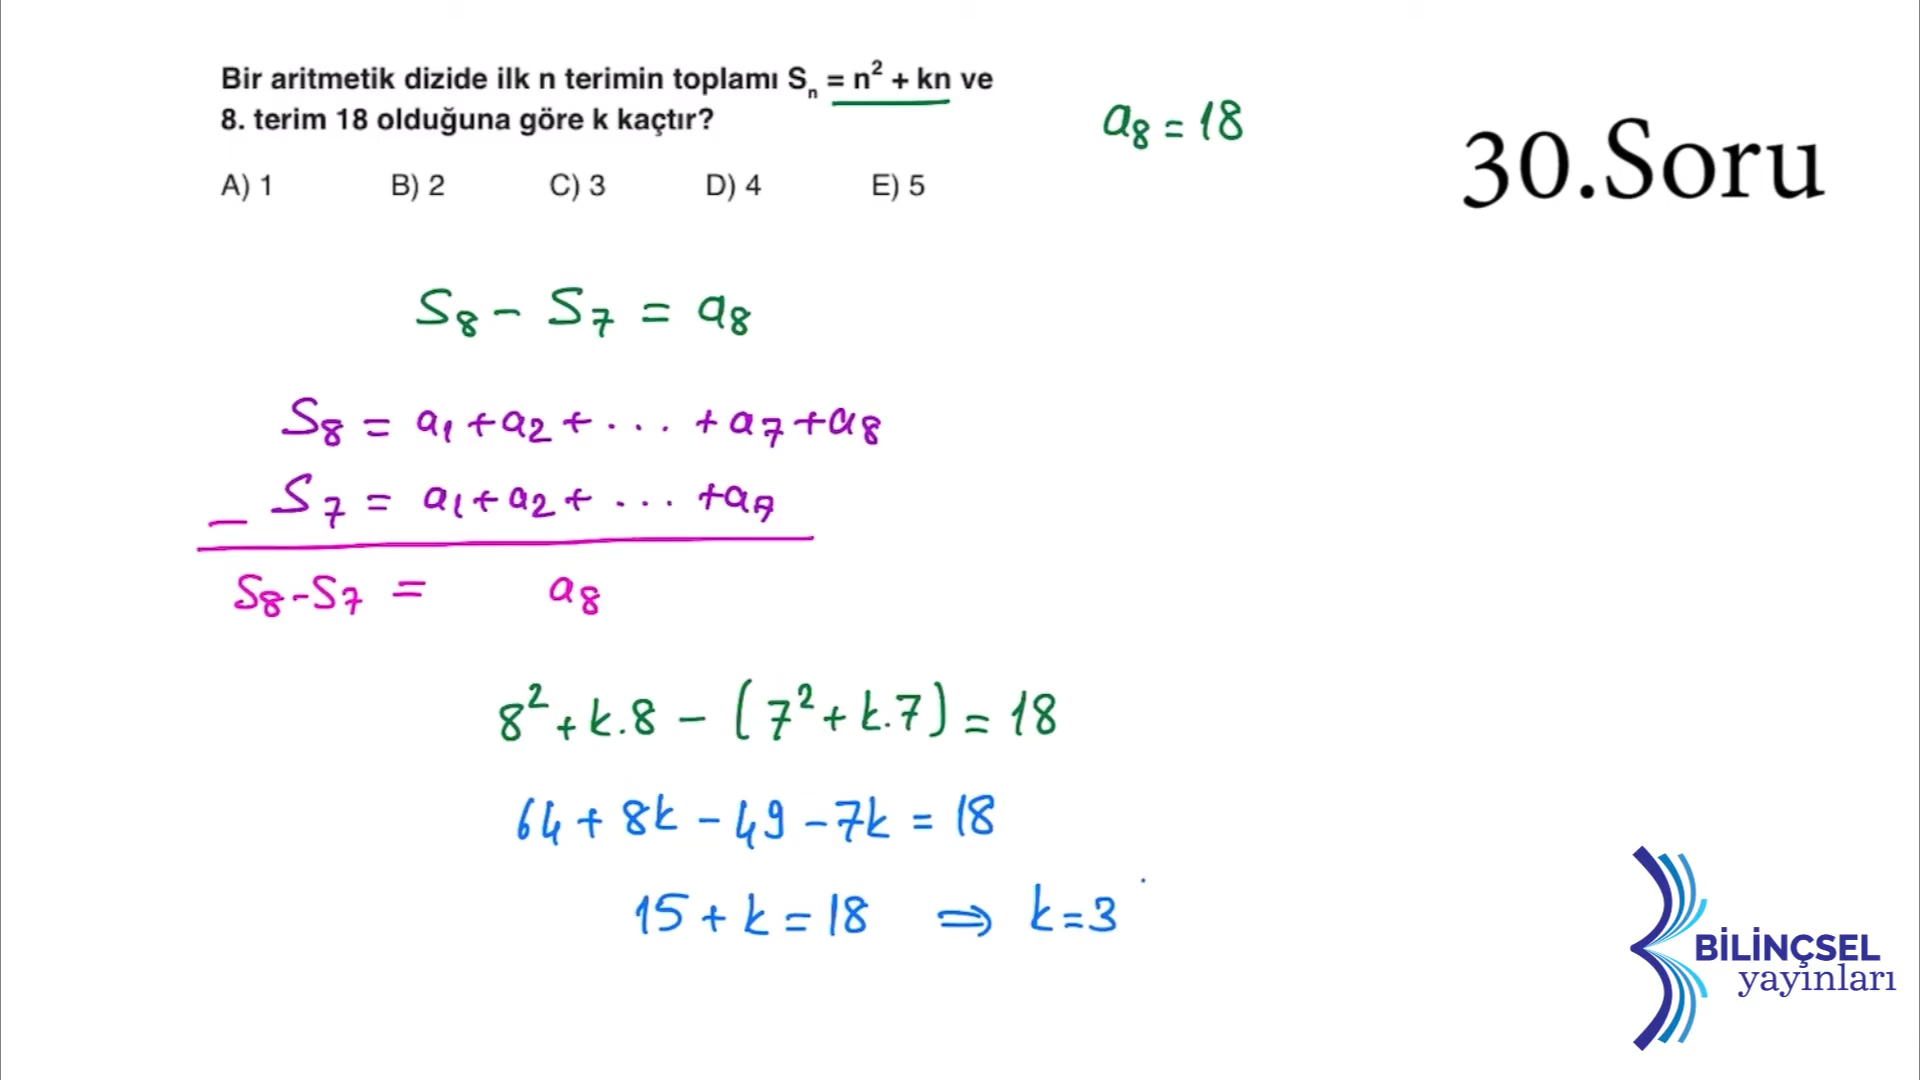 Bir aritmetik dizide ilk n terimin toplamı Sₙ = n² + kn ve
8. terim 18 olduğuna göre k kaçtır?
A) 1 B) 2 C) 3 D) 4 E) 5
a₈ = 18
30.Soru
S₈ - S₇ = a₈
S₈ = a₁ + a₂ + ... + a₇ + a₈
- S₇ = a₁ + a₂ + ... + a₇
S₈ - S₇ = a₈
8² + k.8 - (7² + k.7) = 18
64 + 8k - 49 - 7k = 18
15 + k = 18 ⇒ k = 3
BİLİNÇSEL
yayınları